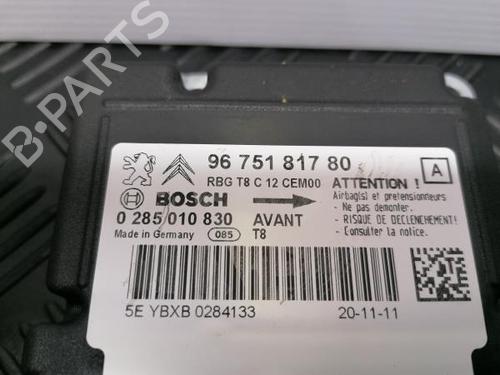 B-PARTS
96 751 817 80
RBG T8 C 12 CEM00
A
BOSCH
0 285 010 830 AVANT
Made in Germany 085 T8
ATTENTION !
Airbag(s) et pretensionneurs
- Ne pas demonter.
- RISQUE DE DECLENCHEMENT!
- Consulter la notice.
5E YBXB 0284133
20-11-11